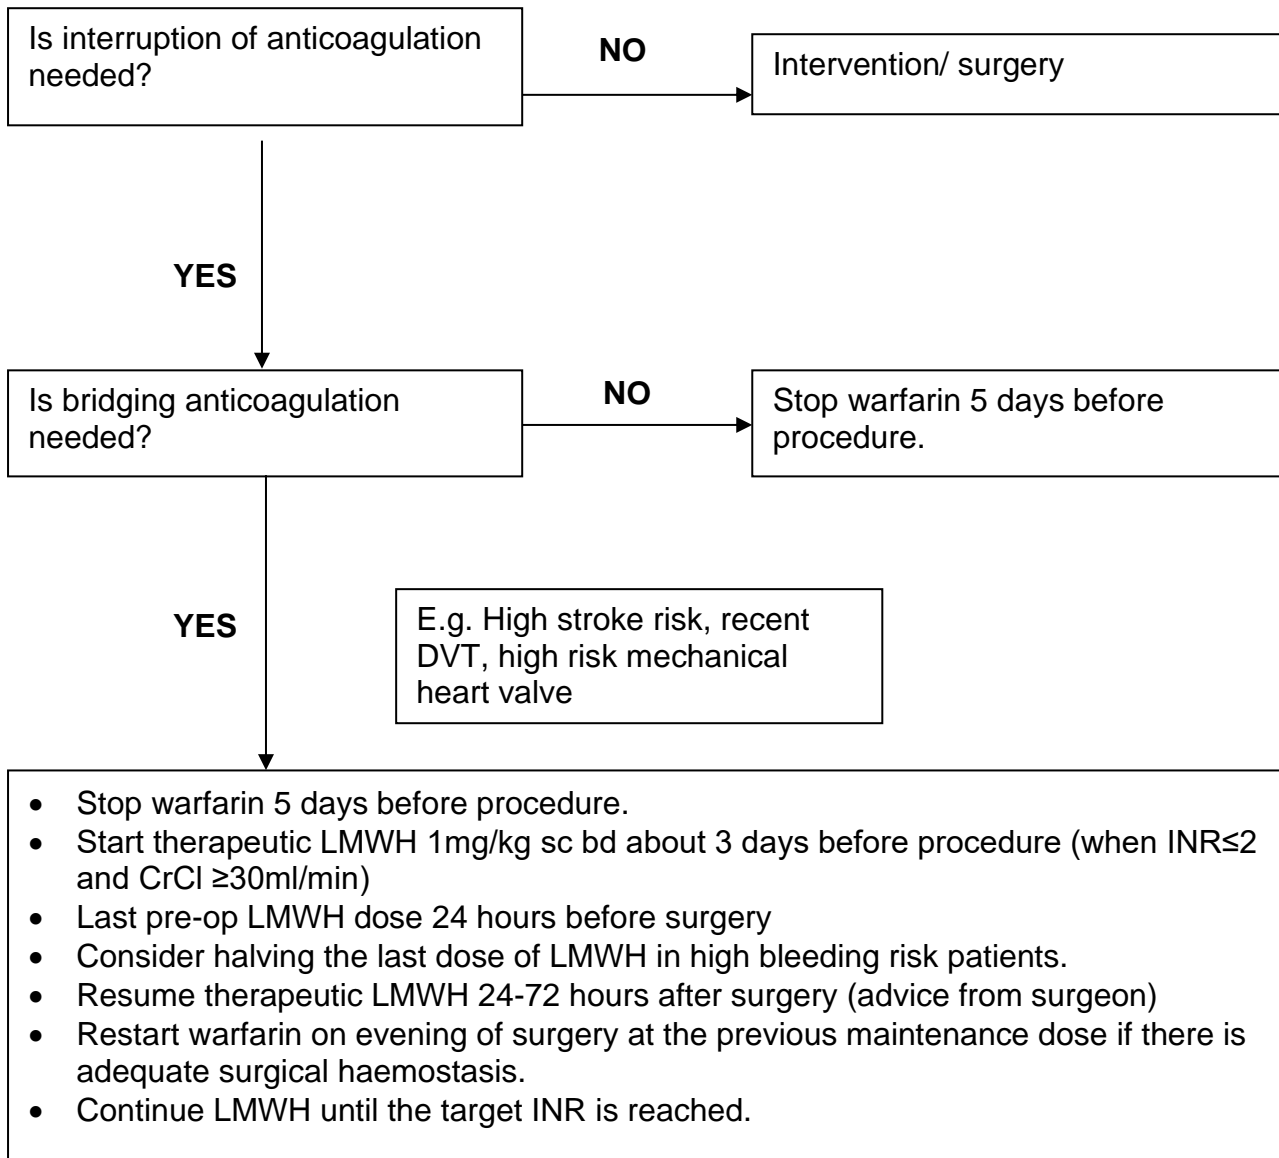 Is interruption of anticoagulation
needed?
NO
Intervention/ surgery
YES
Is bridging anticoagulation
needed?
NO
Stop warfarin 5 days before
procedure.
YES
E.g. High stroke risk, recent
DVT, high risk mechanical
heart valve
• Stop warfarin 5 days before procedure.
• Start therapeutic LMWH 1mg/kg sc bd about 3 days before procedure (when INR≤2
and CrCl ≥30ml/min)
• Last pre-op LMWH dose 24 hours before surgery
• Consider halving the last dose of LMWH in high bleeding risk patients.
• Resume therapeutic LMWH 24-72 hours after surgery (advice from surgeon)
• Restart warfarin on evening of surgery at the previous maintenance dose if there is
adequate surgical haemostasis.
• Continue LMWH until the target INR is reached.